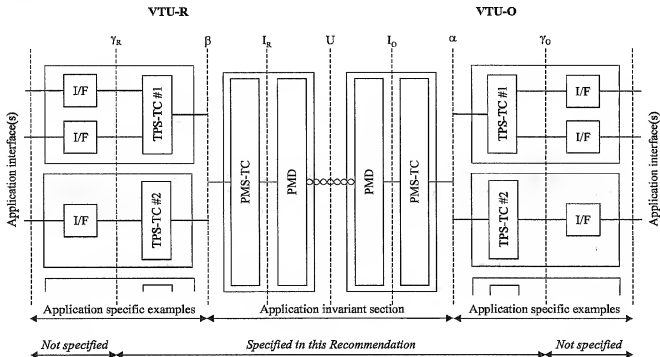 VTU-R
VTU-O
γR
β
IR
U
IO
α
γO
Application interface(s)
I/F
I/F
TPS-TC #1
I/F
TPS-TC #2
PMS-TC
PMD
PMD
PMS-TC
TPS-TC #1
I/F
I/F
TPS-TC #2
I/F
Application interface(s)
Application specific examples
Application invariant section
Application specific examples
Not specified
Specified in this Recommendation
Not specified